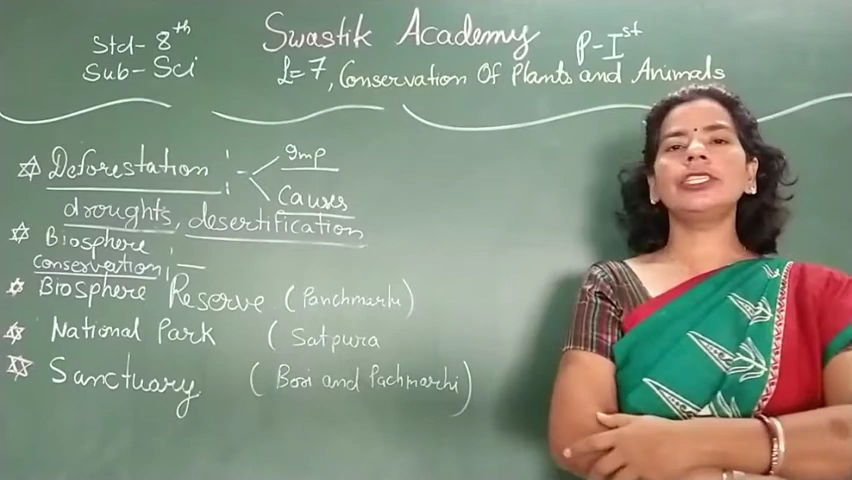 Std- 8th
Sub- Sci
Swastik Academy
P-Ist
L=7, Conservation Of Plants and Animals
Deforestation :- Imp
Causes
droughts, desertification
Biosphere
conservation :-
Biosphere Reserve (Panchmarhi)
National Park (Satpura
Sanctuary (Bori and Pachmarhi)